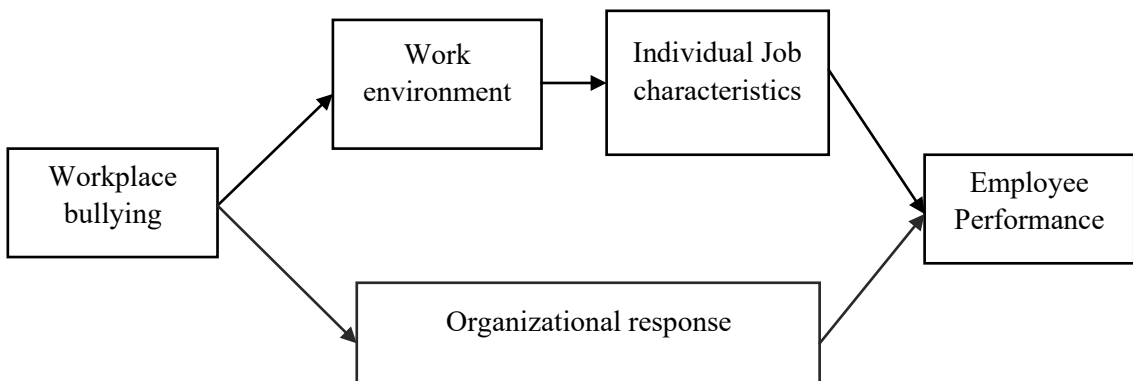 Work
environment
Individual Job
characteristics
Workplace
bullying
Employee
Performance
Organizational response